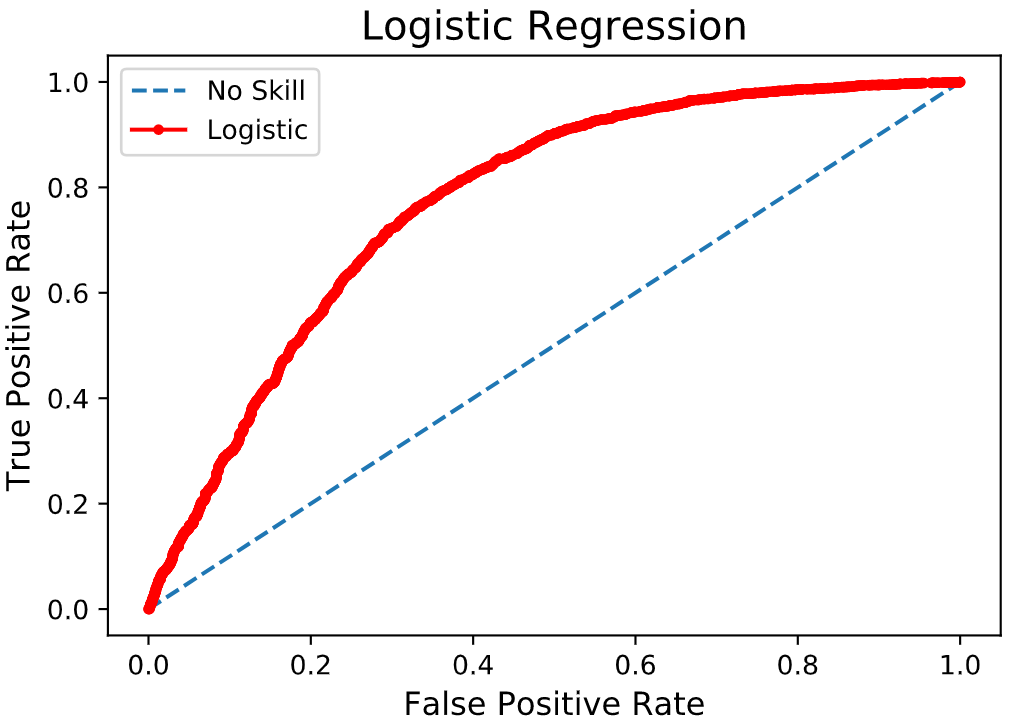 Logistic Regression
No Skill
Logistic
True Positive Rate
1.0
0.8
0.6
0.4
0.2
0.0
0.0 0.2 0.4 0.6 0.8 1.0
False Positive Rate